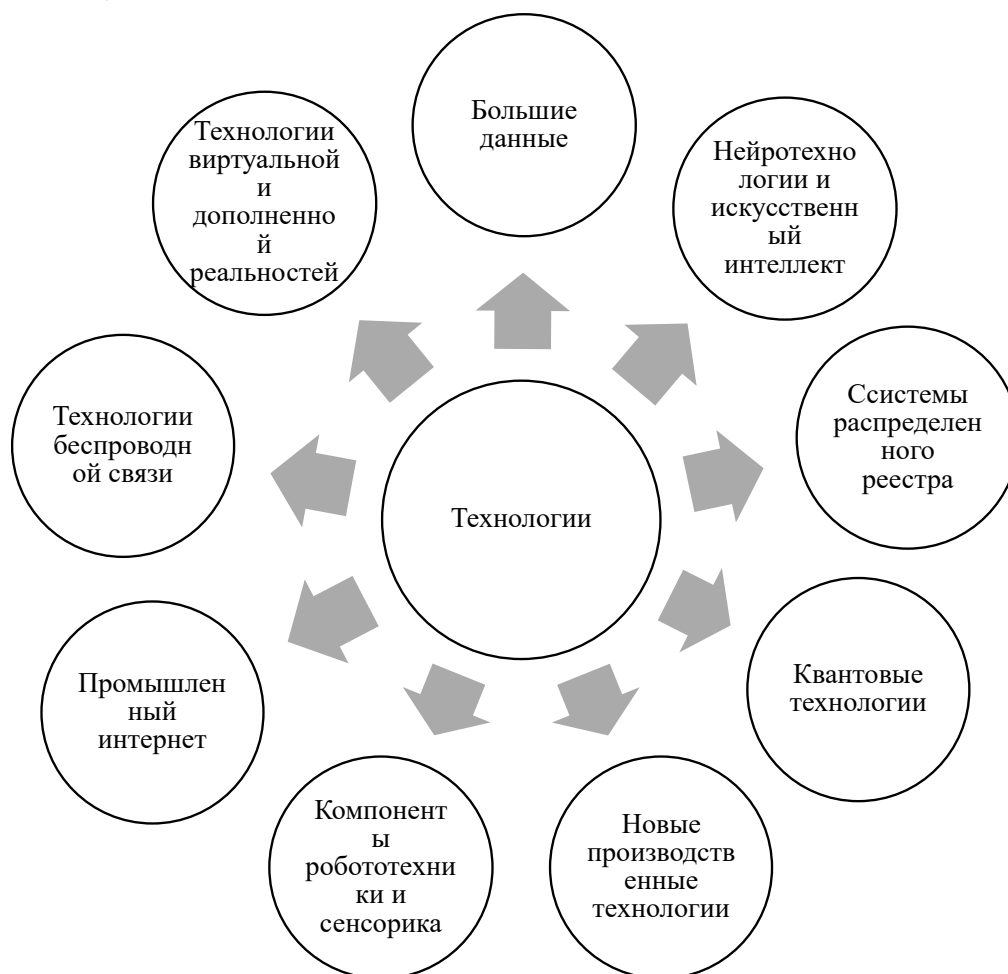 Большие
данные
Нейротехно
логии и
искусственн
ый
интеллект
Ссистемы
распределен
ного
реестра
Квантовые
технологии
Новые
производств
енные
технологии
Компонент
ы
робототехни
ки и
сенсорика
Промышлен
ный
интернет
Технологии
беспроводн
ой связи
Технологии
виртуальной
и
дополненно
й
реальностей
Технологии